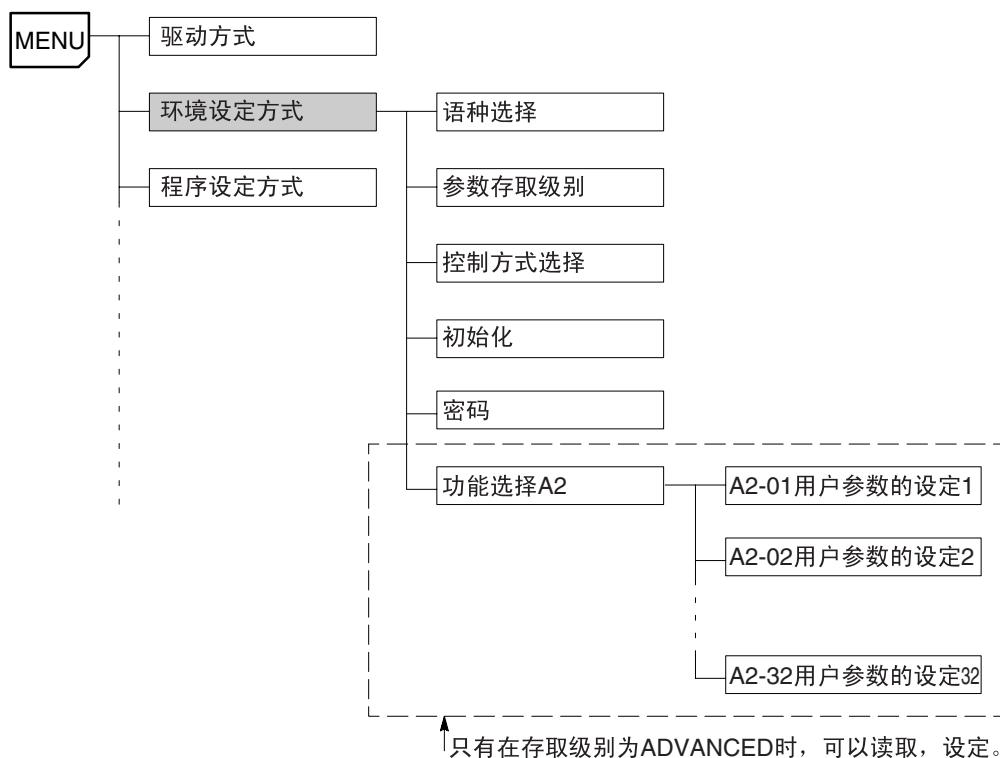 MENU
驱动方式
环境设定方式
语种选择
程序设定方式
参数存取级别
控制方式选择
初始化
密码
功能选择A2
A2-01用户参数的设定1
A2-02用户参数的设定2
A2-32用户参数的设定32
只有在存取级别为ADVANCED时，可以读取，设定。